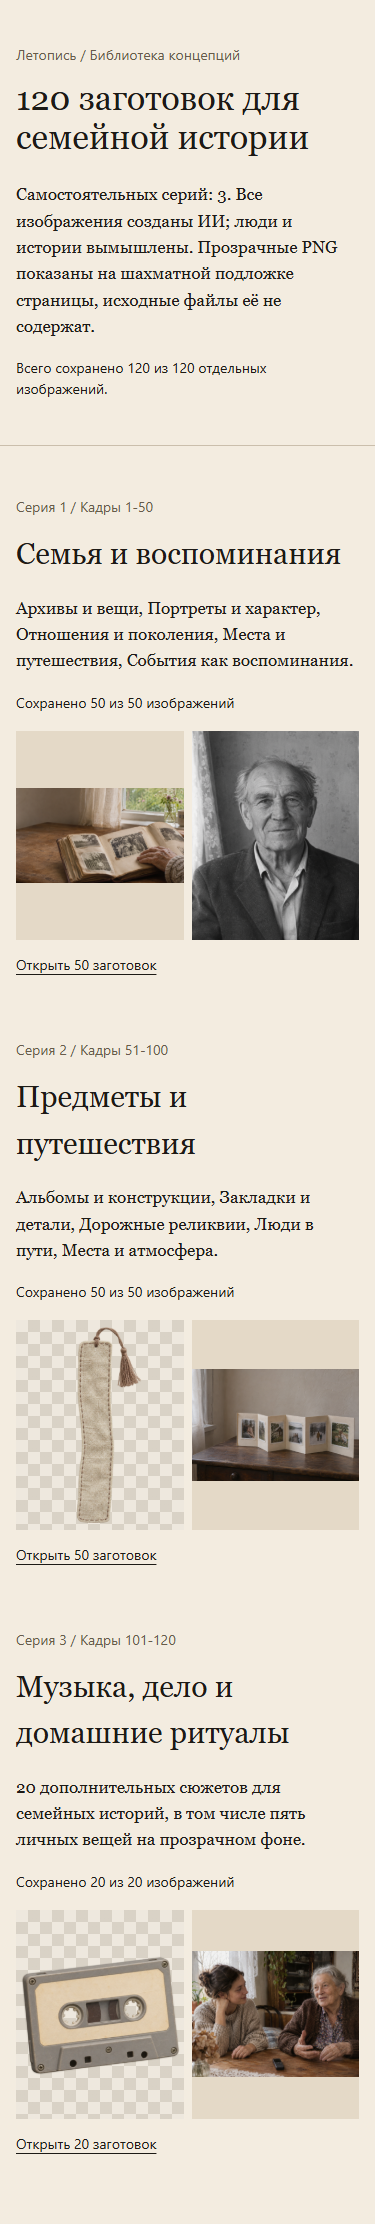 Летопись / Библиотека концепций
120 заготовок для
семейной истории
Самостоятельных серий: 3. Все
изображения созданы ИИ; люди и
истории вымышлены. Прозрачные PNG
показаны на шахматной подложке
страницы, исходные файлы её не
содержат.
Всего сохранено 120 из 120 отдельных
изображений.
Серия 1 / Кадры 1-50
Семья и воспоминания
Архивы и вещи, Портреты и характер,
Отношения и поколения, Места и
путешествия, События как воспоминания.
Сохранено 50 из 50 изображений
Открыть 50 заготовок
Серия 2 / Кадры 51-100
Предметы и
путешествия
Альбомы и конструкции, Закладки и
детали, Дорожные реликвии, Люди в
пути, Места и атмосфера.
Сохранено 50 из 50 изображений
Открыть 50 заготовок
Серия 3 / Кадры 101-120
Музыка, дело и
домашние ритуалы
20 дополнительных сюжетов для
семейных историй, в том числе пять
личных вещей на прозрачном фоне.
Сохранено 20 из 20 изображений
Открыть 20 заготовок